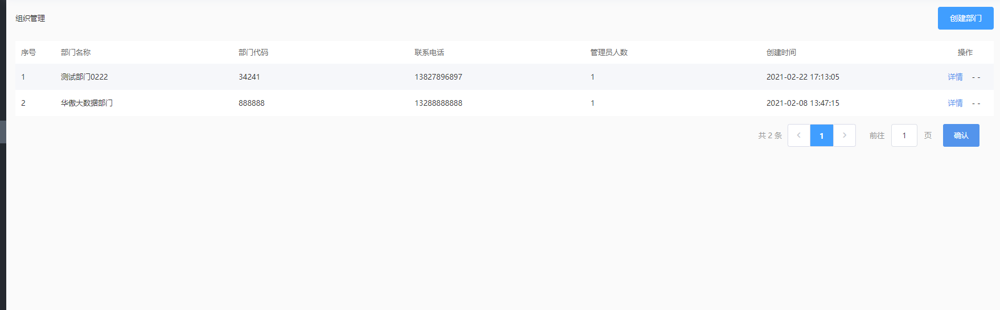 组织管理 创建部门
序号 部门名称 部门代码 联系电话 管理员人数 创建时间 操作
1 测试部门0222 34241 13827896897 1 2021-02-22 17:13:05 详情 - -
2 华傲大数据部门 888888 13288888888 1 2021-02-08 13:47:15 详情 - -
共 2 条 < 1 > 前往 1 页 确认